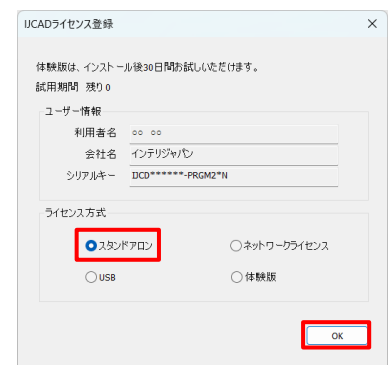 IJCADライセンス登録
体験版は、インストール後30日間お試しいただけます。
試用期間 残り 0
ユーザー情報
利用者名 ○○ ○○
会社名 インテリジャパン
シリアルキー IJCD******-PRGM2*N
ライセンス方式
スタンドアロン ネットワークライセンス
USB 体験版
OK